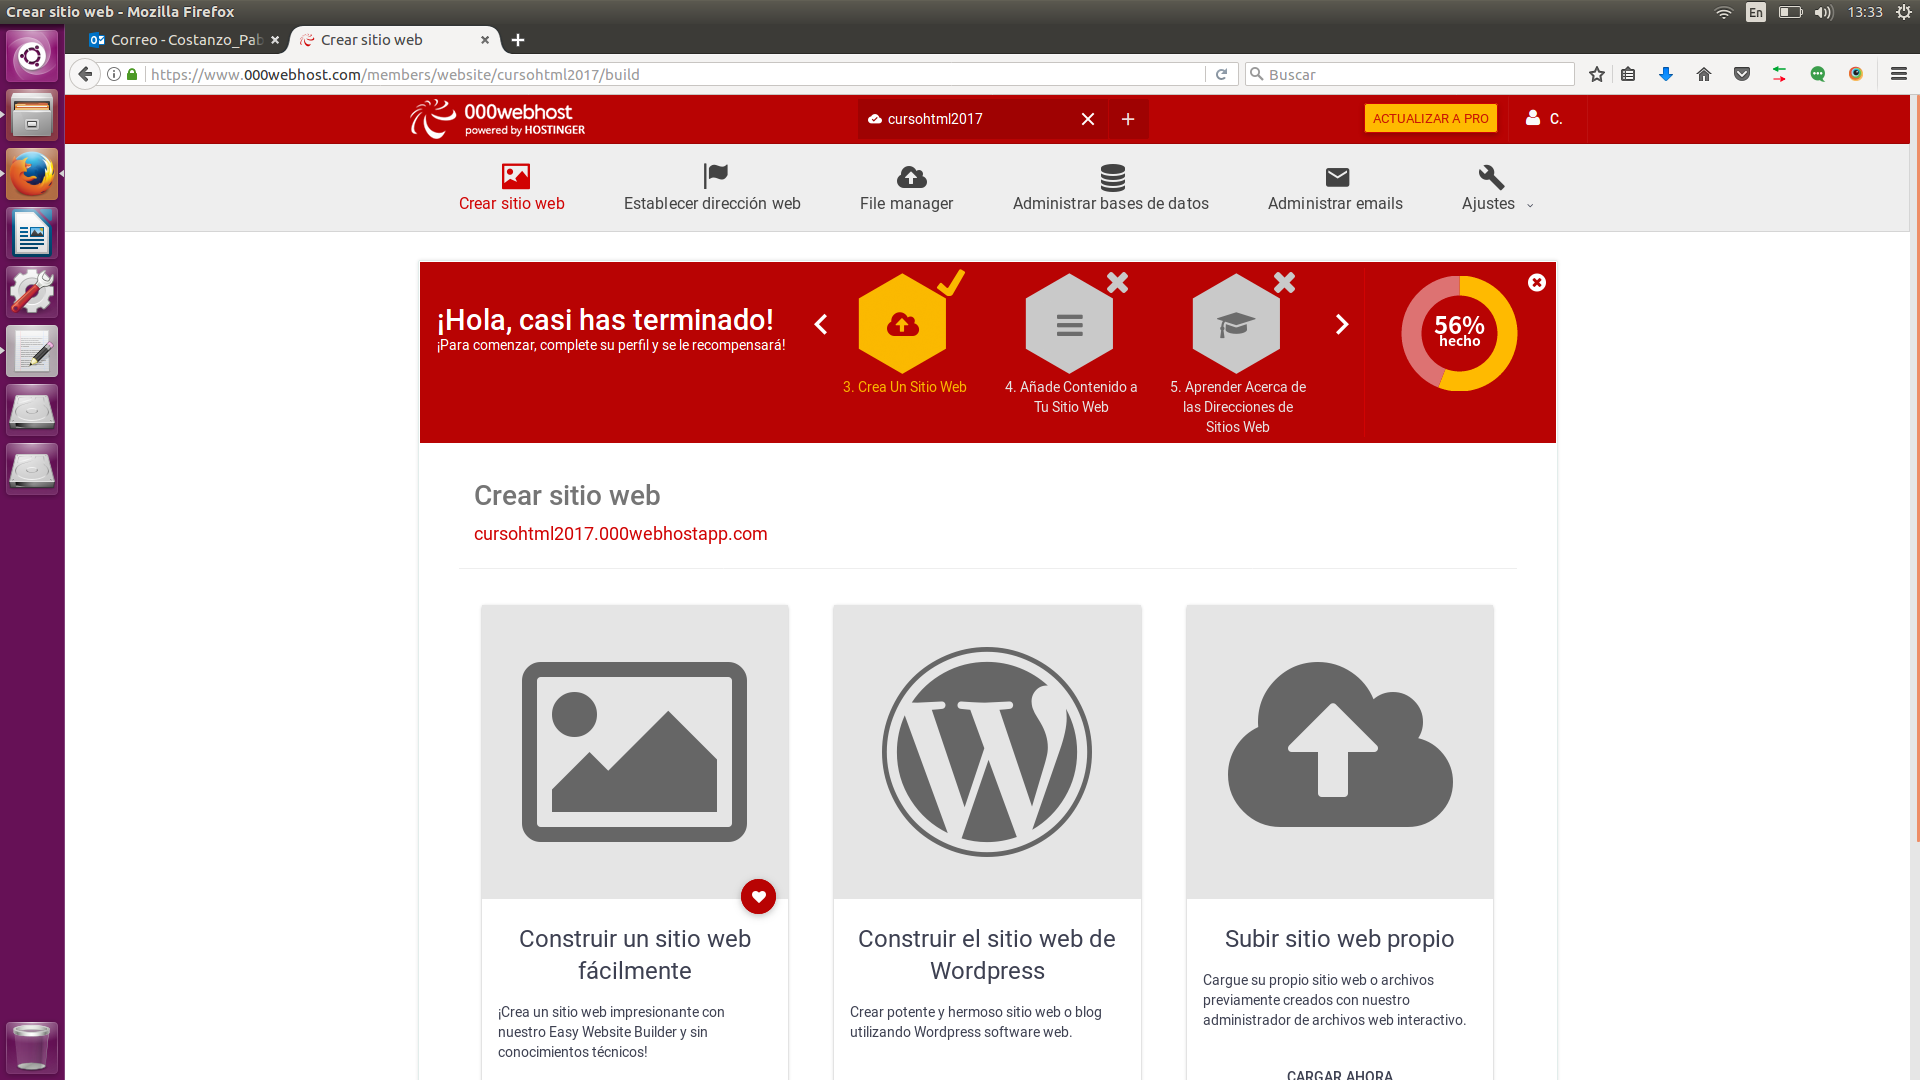 Crear sitio web - Mozilla Firefox
En
13:33
Correo - Costanzo_Pab
Crear sitio web
https://www.000webhost.com/members/website/cursohtml2017/build
Buscar
000webhost
powered by HOSTINGER
cursohtml2017
ACTUALIZAR A PRO
C.
Crear sitio web
Establecer dirección web
File manager
Administrar bases de datos
Administrar emails
Ajustes
¡Hola, casi has terminado!
¡Para comenzar, complete su perfil y se le recompensará!
3. Crea Un Sitio Web
4. Añade Contenido a
Tu Sitio Web
5. Aprender Acerca de
las Direcciones de
Sitios Web
56%
hecho
Crear sitio web
cursohtml2017.000webhostapp.com
Construir un sitio web
fácilmente
¡Crea un sitio web impresionante con
nuestro Easy Website Builder y sin
conocimientos técnicos!
Construir el sitio web de
Wordpress
Crear potente y hermoso sitio web o blog
utilizando Wordpress software web.
Subir sitio web propio
Cargue su propio sitio web o archivos
previamente creados con nuestro
administrador de archivos web interactivo.
CARGAR AHORA